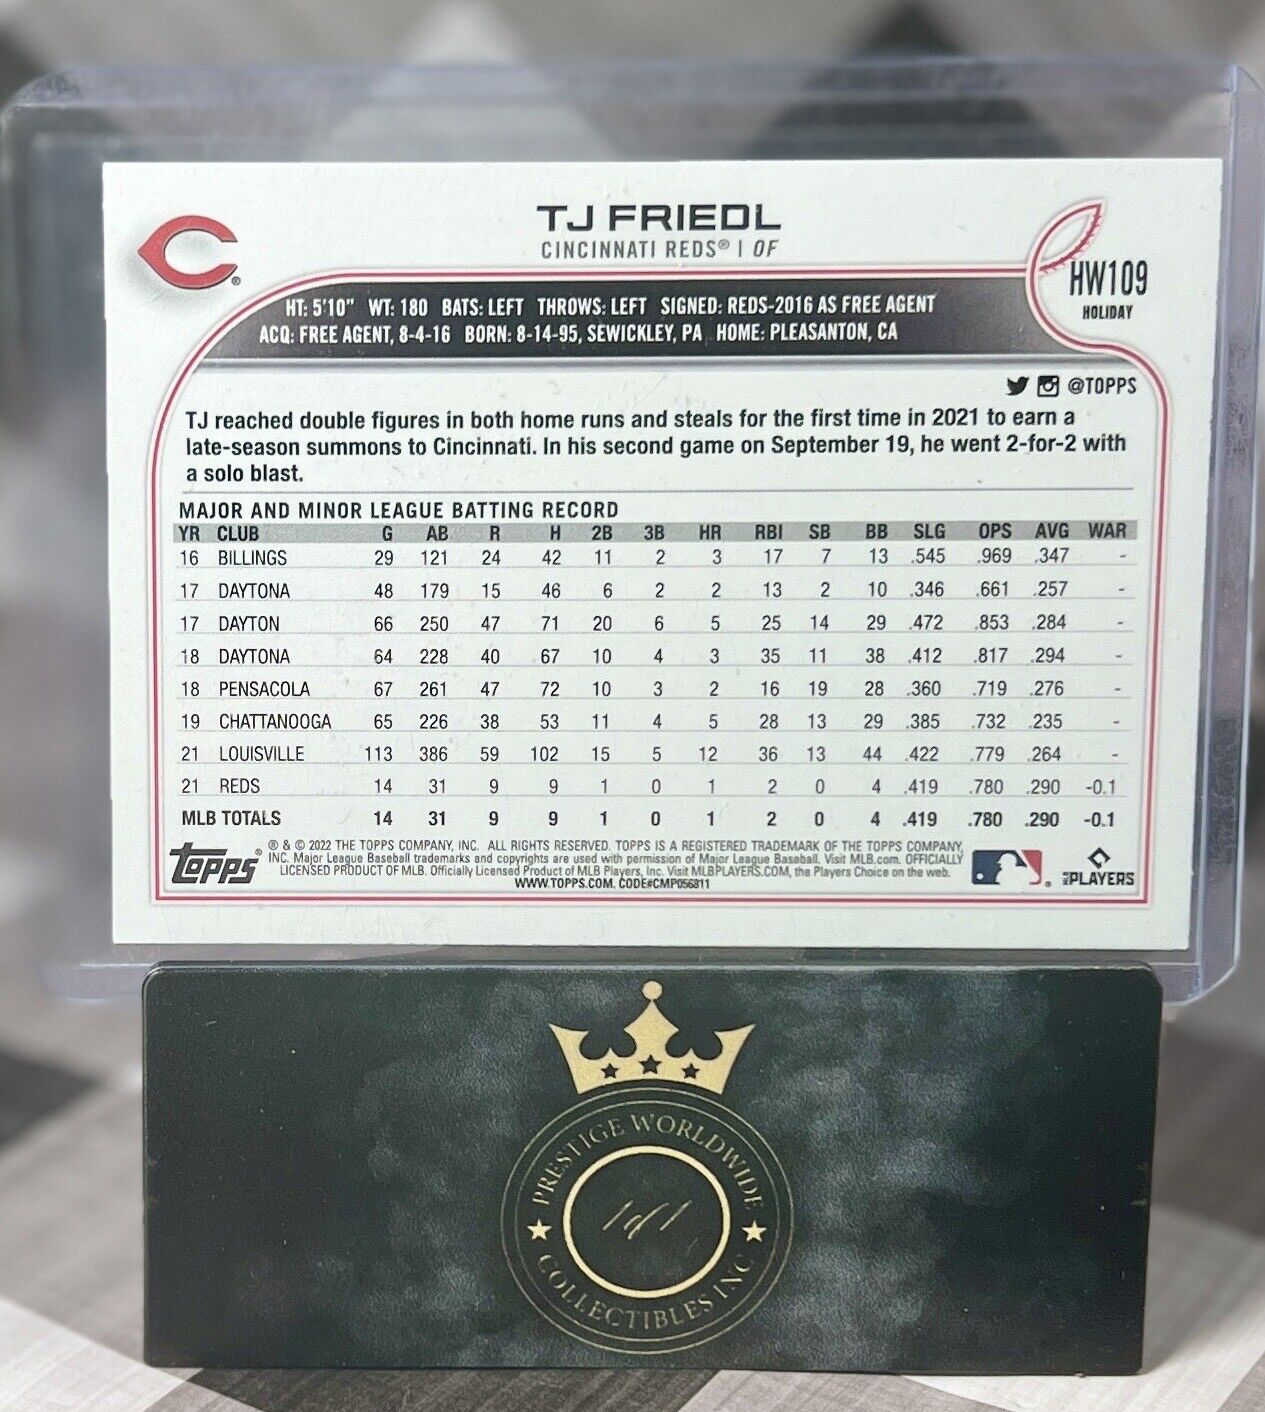 TJ FRIEDL
CINCINNATI REDS® | OF
HW109
HOLIDAY
HT: 5'10" WT: 180 BATS: LEFT THROWS: LEFT SIGNED: REDS-2016 AS FREE AGENT
ACQ: FREE AGENT, 8-4-16 BORN: 8-14-95, SEWICKLEY, PA HOME: PLEASANTON, CA
@TOPPS
TJ reached double figures in both home runs and steals for the first time in 2021 to earn a
late-season summons to Cincinnati. In his second game on September 19, he went 2-for-2 with
a solo blast.
MAJOR AND MINOR LEAGUE BATTING RECORD
YR CLUB G AB R H 2B 3B HR RBI SB BB SLG OPS AVG WAR
16 BILLINGS 29 121 24 42 11 2 3 17 7 13 .545 .969 .347 -
17 DAYTONA 48 179 15 46 6 2 2 13 2 10 .346 .661 .257 -
17 DAYTON 66 250 47 71 20 6 5 25 14 29 .472 .853 .284 -
18 DAYTONA 64 228 40 67 10 4 3 35 11 38 .412 .817 .294 -
18 PENSACOLA 67 261 47 72 10 3 2 16 19 28 .360 .719 .276 -
19 CHATTANOOGA 65 226 38 53 11 4 5 28 13 29 .385 .732 .235 -
21 LOUISVILLE 113 386 59 102 15 5 12 36 13 44 .422 .779 .264 -
21 REDS 14 31 9 9 1 0 1 2 0 4 .419 .780 .290 -0.1
MLB TOTALS 14 31 9 9 1 0 1 2 0 4 .419 .780 .290 -0.1
topps®
® & © 2022 THE TOPPS COMPANY, INC. ALL RIGHTS RESERVED. TOPPS IS A REGISTERED TRADEMARK OF THE TOPPS COMPANY,
INC. Major League Baseball trademarks and copyrights are used with permission of Major League Baseball. Visit MLB.com. OFFICIALLY
LICENSED PRODUCT OF MLB. Officially Licensed Product of MLB Players, Inc. Visit MLBPLAYERS.COM, the Players Choice on the web.
WWW.TOPPS.COM. CODE#CMP056811
PLAYERS
PRESTIGE WORLDWIDE
1of1
COLLECTIBLES INC